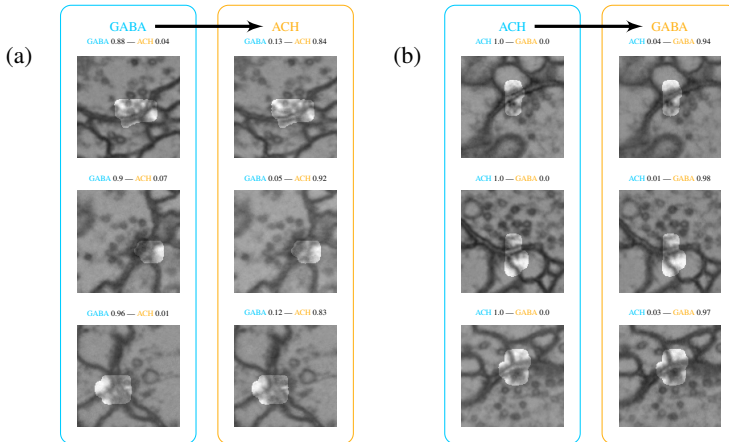 (a)
GABA ACH
GABA 0.88 — ACH 0.04 GABA 0.13 — ACH 0.84
GABA 0.9 — ACH 0.07 GABA 0.05 — ACH 0.92
GABA 0.96 — ACH 0.01 GABA 0.12 — ACH 0.83
(b)
ACH GABA
ACH 1.0 — GABA 0.0 ACH 0.04 — GABA 0.94
ACH 1.0 — GABA 0.0 ACH 0.01 — GABA 0.98
ACH 1.0 — GABA 0.0 ACH 0.03 — GABA 0.97